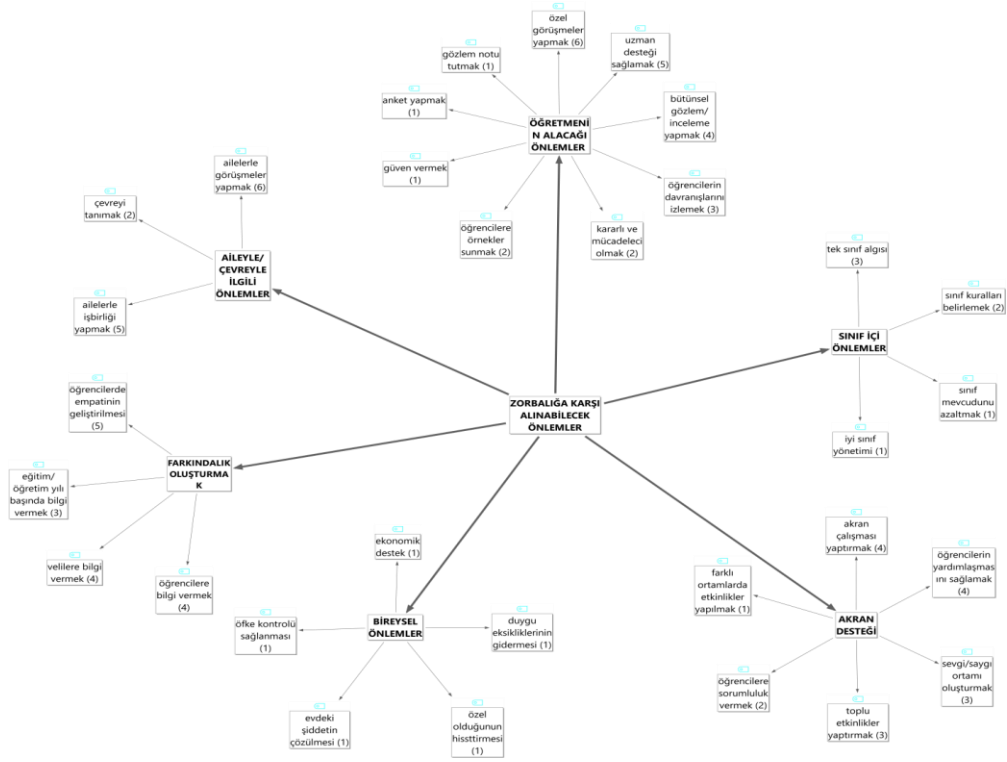 özel
görüşmeler
yapmak (6)
uzman
desteği
sağlamak (5)
gözlem notu
tutmak (1)
anket yapmak
(1)
bütünsel
gözlem/
inceleme
yapmak (4)
ÖĞRETMENİ
N ALACAĞI
ÖNLEMLER
güven vermek
(1)
öğrencilerin
davranışlarını
izlemek (3)
öğrencilere
örnekler
sunmak (2)
kararlı ve
mücadeleci
olmak (2)
ailelerle
görüşmeler
yapmak (6)
çevreyi
tanımak (2)
AİLEYLE/
ÇEVREYLE
İLGİLİ
ÖNLEMLER
ailelerle
işbirliği
yapmak (5)
tek sınıf algısı
(3)
sınıf kuralları
belirlemek (2)
SINIF İÇİ
ÖNLEMLER
sınıf
mevcudunu
azaltmak (1)
iyi sınıf
yönetimi (1)
ZORBALIĞA KARŞI
ALINABİLECEK
ÖNLEMLER
öğrencilerde
empatinin
geliştirilmesi
(5)
FARKINDALIK
OLUŞTURMA
K
eğitim/
öğretim yılı
başında bilgi
vermek (3)
velilere bilgi
vermek (4)
öğrencilere
bilgi vermek
(4)
ekonomik
destek (1)
BİREYSEL
ÖNLEMLER
öfke kontrolü
sağlanması
(1)
duygu
eksikliklerinin
gidermesi (1)
evdeki
şiddetin
çözülmesi (1)
özel
olduğunun
hissttirmesi
(1)
akran
çalışması
yaptırmak (4)
öğrencilerin
yardımlaşmas
ını sağlamak
(4)
farklı
ortamlarda
etkinlikler
yapılmak (1)
AKRAN
DESTEĞİ
öğrencilere
sorumluluk
vermek (2)
toplu
etkinlikler
yaptırmak (3)
sevgi/saygı
ortamı
oluşturmak
(3)